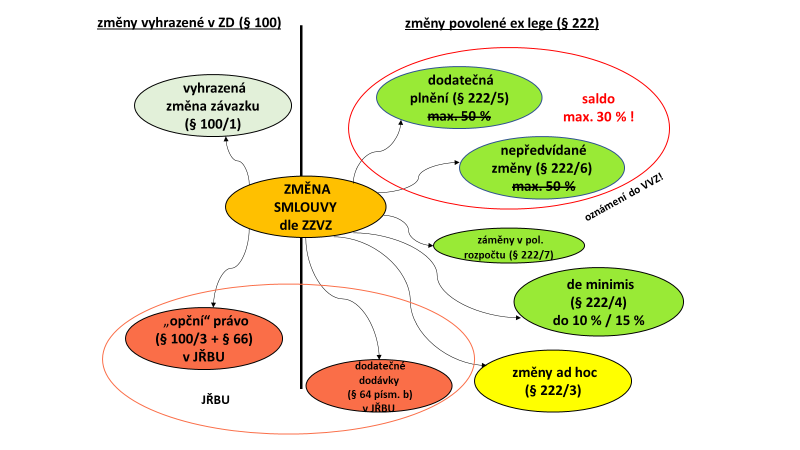 změny vyhrazené v ZD (§ 100)
změny povolené ex lege (§ 222)
vyhrazená
změna závazku
(§ 100/1)
dodatečná
plnění (§ 222/5)
max. 50 %
saldo
max. 30 % !
nepředvídané
změny (§ 222/6)
max. 50 %
oznámení do VVZ!
ZMĚNA
SMLOUVY
dle ZZVZ
záměny v pol.
rozpočtu (§ 222/7)
de minimis
(§ 222/4)
do 10 % / 15 %
„opční“ právo
(§ 100/3 + § 66)
v JŘBU
dodatečné
dodávky
(§ 64 písm. b)
v JŘBU
změny ad hoc
(§ 222/3)
JŘBU